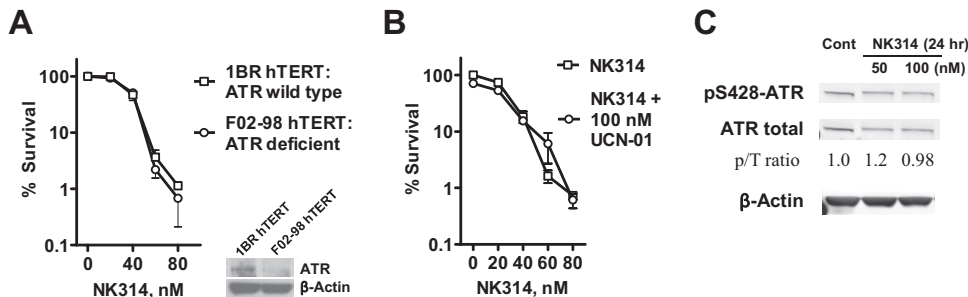 A
% Survival
100
10
1
0.1
0
40
80
NK314, nM
1BR hTERT:
ATR wild type
F02-98 hTERT:
ATR deficient
1BR hTERT
F02-98 hTERT
ATR
β-Actin
B
% Survival
100
10
1
0.1
0 20 40 60 80
NK314, nM
NK314
NK314 +
100 nM
UCN-01
C
Cont NK314 (24 hr)
50 100 (nM)
pS428-ATR
ATR total
p/T ratio 1.0 1.2 0.98
β-Actin